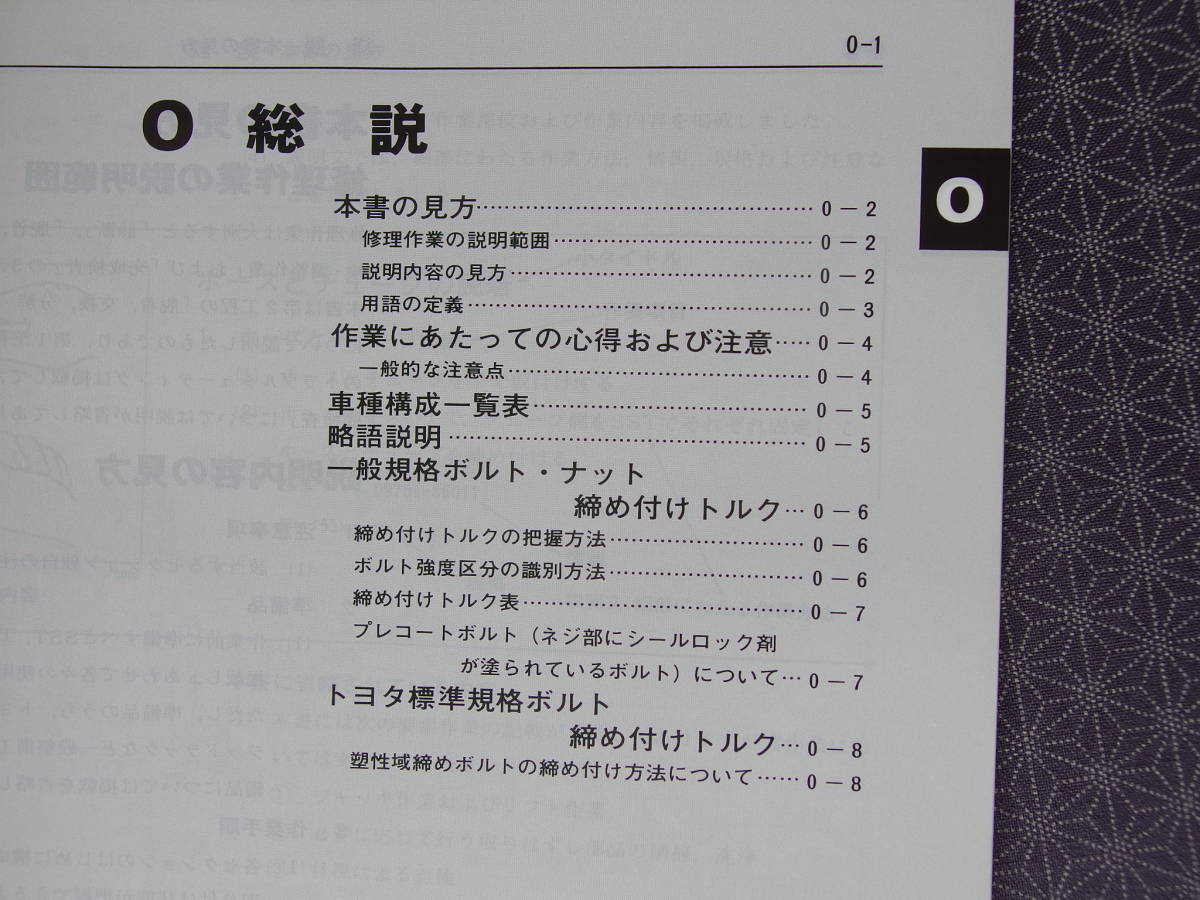 0-1
0 総 説
0
本書の見方……………………………………0－2
修理作業の説明範囲…………………………0－2
説明内容の見方………………………………0－2
用語の定義……………………………………0－3
作業にあたっての心得および注意……0－4
一般的な注意点………………………………0－4
車種構成一覧表………………………………0－5
略語説明………………………………………0－5
一般規格ボルト・ナット
締め付けトルク…0－6
締め付けトルクの把握方法…………………0－6
ボルト強度区分の識別方法…………………0－6
締め付けトルク表……………………………0－7
プレコートボルト（ネジ部にシールロック剤
が塗られているボルト）について…0－7
トヨタ標準規格ボルト
締め付けトルク…0－8
塑性域締めボルトの締め付け方法について……0－8